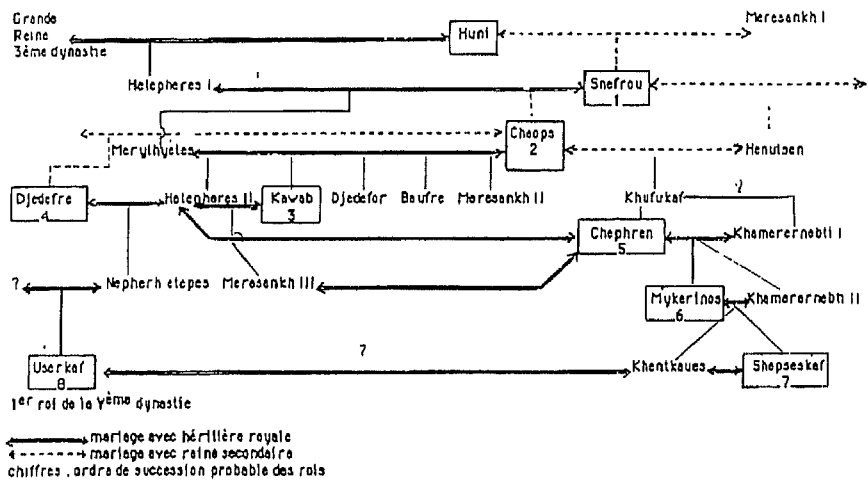 Grande
Reine
3ème dynastie
Huni
Meresankh I
Hetepheres I
Snefrou
1
Cheops
2
Merytiyetes
Henutsen
Djedefre
4
Hetepheres II
Kawab
3
Djedefor
Baufre
Meresankh II
Khufukaf
?
Chephren
5
Khamerernebti I
?
Nepherhetepes
Meresankh III
Mykerinos
6
Khamerernebti II
?
Userkaf
8
Khentkaues
Shepseskaf
7
1er roi de la Vème dynastie
mariage avec héritière royale
mariage avec reine secondaire
chiffres , ordre de succession probable des rois